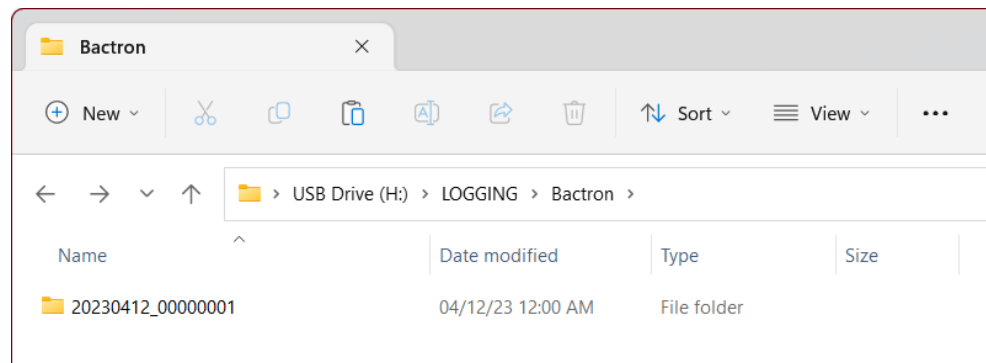 Bactron
New Sort View
USB Drive (H:) > LOGGING > Bactron >
Name Date modified Type Size
20230412_00000001 04/12/23 12:00 AM File folder